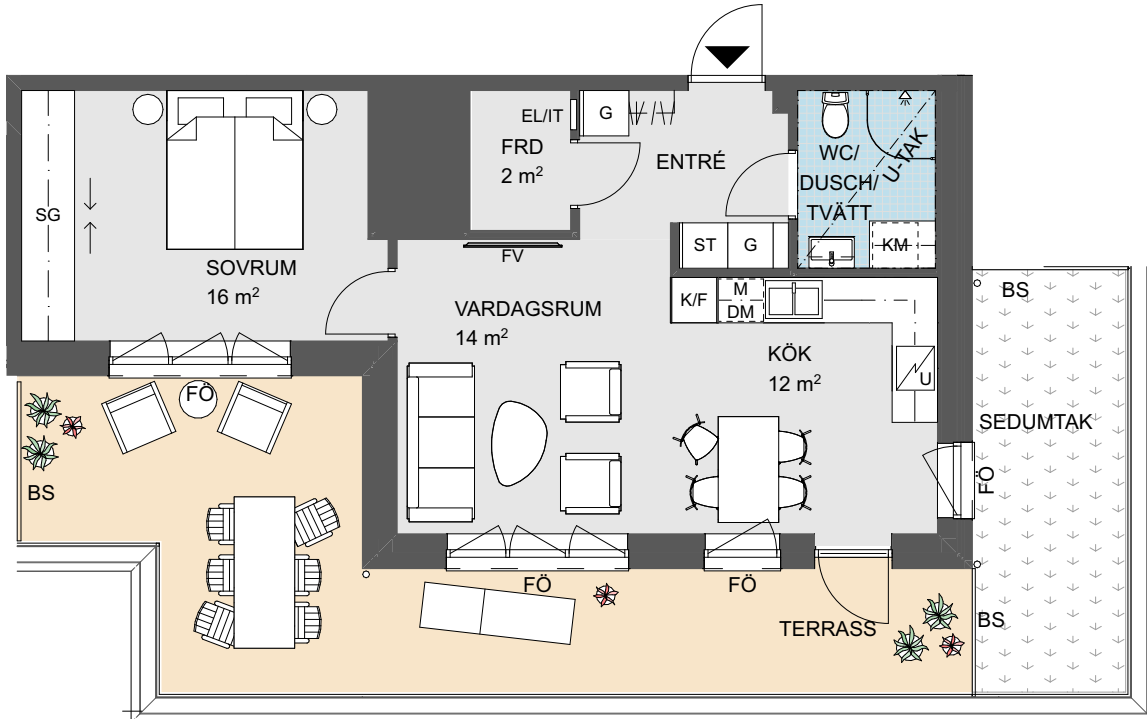 EL/IT
G
FRD
2 m²
ENTRÉ
WC/
DUSCH/
TVÄTT
U-TAK
SG
ST
G
KM
FV
SOVRUM
16 m²
BS
VARDAGSRUM
14 m²
K/F
M
DM
KÖK
12 m²
U
FÖ
SEDUMTAK
BS
FÖ
FÖ
FÖ
TERRASS
BS